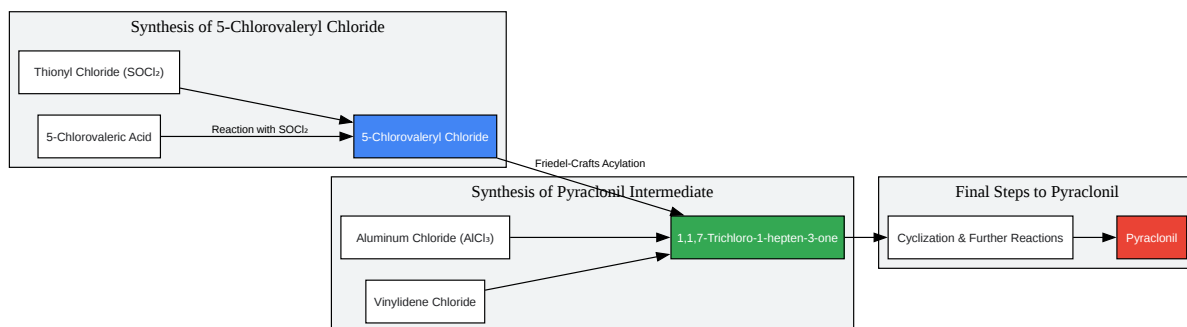 Synthesis of 5-Chlorovaleryl Chloride
Thionyl Chloride (SOCl₂)
5-Chlorovaleric Acid
Reaction with SOCl₂
5-Chlorovaleryl Chloride
Friedel-Crafts Acylation
Synthesis of Pyraclonil Intermediate
Aluminum Chloride (AlCl₃)
Vinylidene Chloride
1,1,7-Trichloro-1-hepten-3-one
Final Steps to Pyraclonil
Cyclization & Further Reactions
Pyraclonil